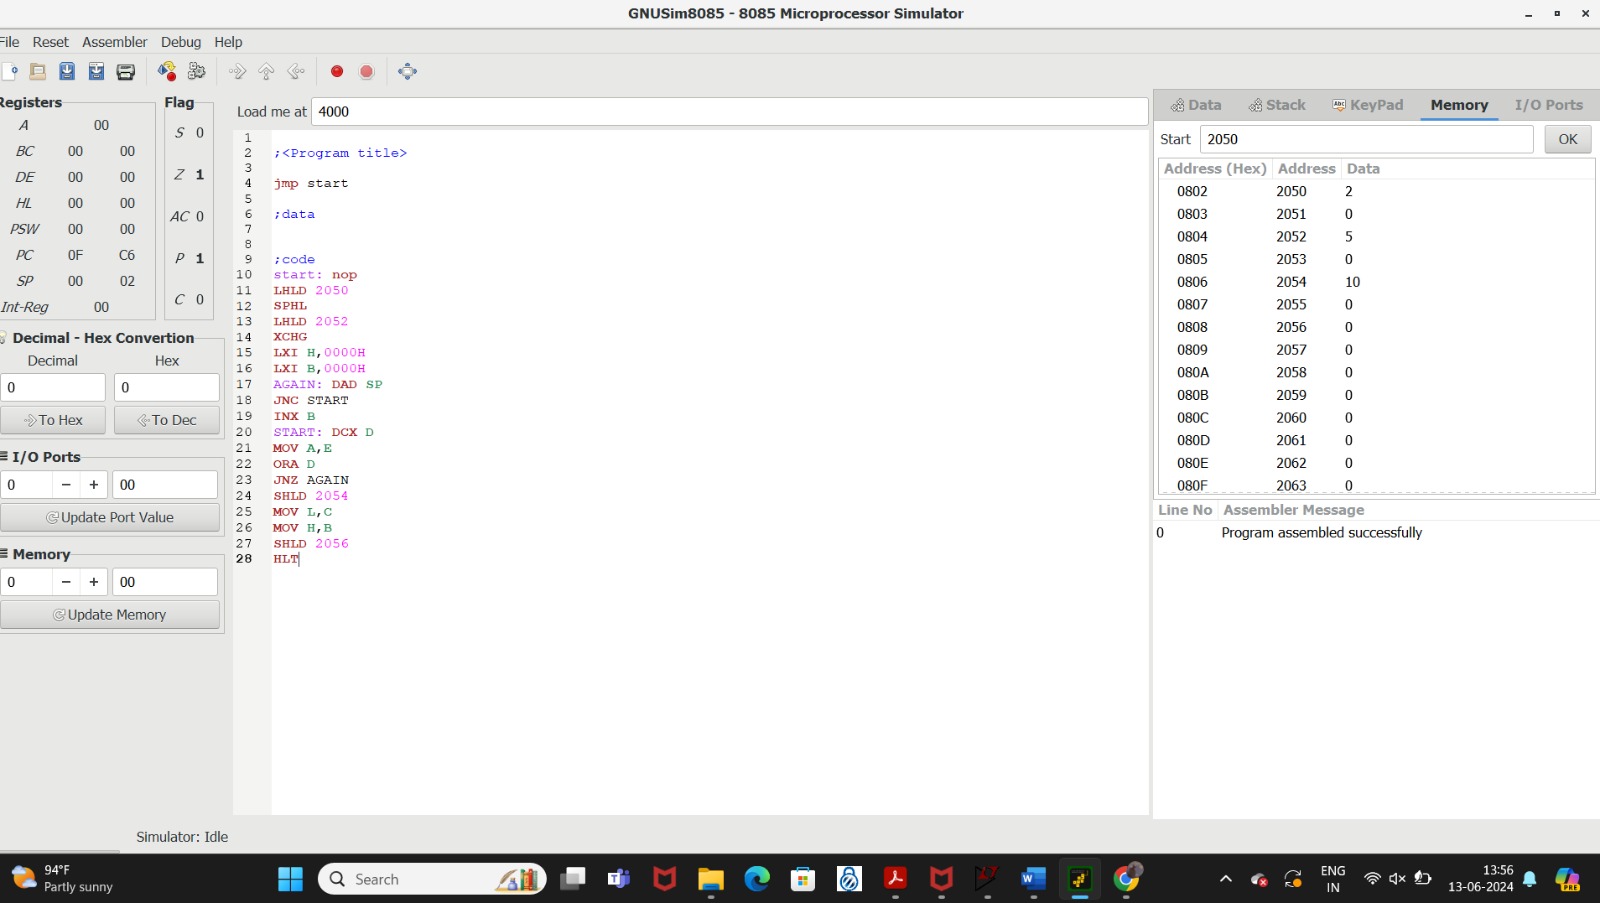 GNUSim8085 - 8085 Microprocessor Simulator
File Reset Assembler Debug Help
Registers
A 00
BC 00 00
DE 00 00
HL 00 00
PSW 00 00
PC 0F C6
SP 00 02
Int-Reg 00
Flag
S 0
Z 1
AC 0
P 1
C 0
Decimal - Hex Convertion
Decimal Hex
0 0
To Hex To Dec
I/O Ports
0 − + 00
Update Port Value
Memory
0 − + 00
Update Memory
Load me at 4000
1
2 ;<Program title>
3
4 jmp start
5
6 ;data
7
8
9 ;code
10 start: nop
11 LHLD 2050
12 SPHL
13 LHLD 2052
14 XCHG
15 LXI H,0000H
16 LXI B,0000H
17 AGAIN: DAD SP
18 JNC START
19 INX B
20 START: DCX D
21 MOV A,E
22 ORA D
23 JNZ AGAIN
24 SHLD 2054
25 MOV L,C
26 MOV H,B
27 SHLD 2056
28 HLT
Data Stack KeyPad Memory I/O Ports
Start 2050 OK
Address (Hex) Address Data
0802 2050 2
0803 2051 0
0804 2052 5
0805 2053 0
0806 2054 10
0807 2055 0
0808 2056 0
0809 2057 0
080A 2058 0
080B 2059 0
080C 2060 0
080D 2061 0
080E 2062 0
080F 2063 0
Line No Assembler Message
0 Program assembled successfully
Simulator: Idle
94°F
Partly sunny
Search
ENG
IN
13:56
13-06-2024